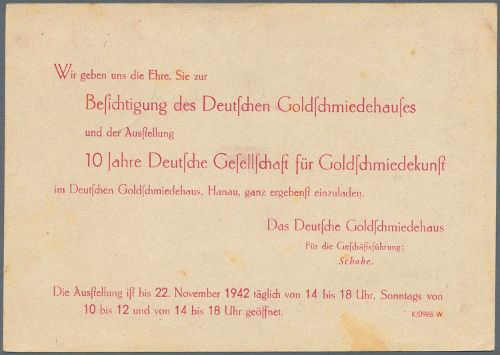 Wir geben uns die Ehre, Sie zur
Beſichtigung des Deutſchen Goldſchmiedehauſes
und der Ausſtellung
10 Jahre Deutſche Geſellſchaft für Goldſchmiedekunſt
im Deutſchen Goldſchmiedehaus, Hanau, ganz ergebenſt einzuladen.
Das Deutſche Goldſchmiedehaus
Für die Geſchäftsführung:
Schohe.
Die Ausſtellung iſt bis 22. November 1942 täglich von 14 bis 18 Uhr, Sonntags von
10 bis 12 und von 14 bis 18 Uhr geöffnet.
K/0985 W